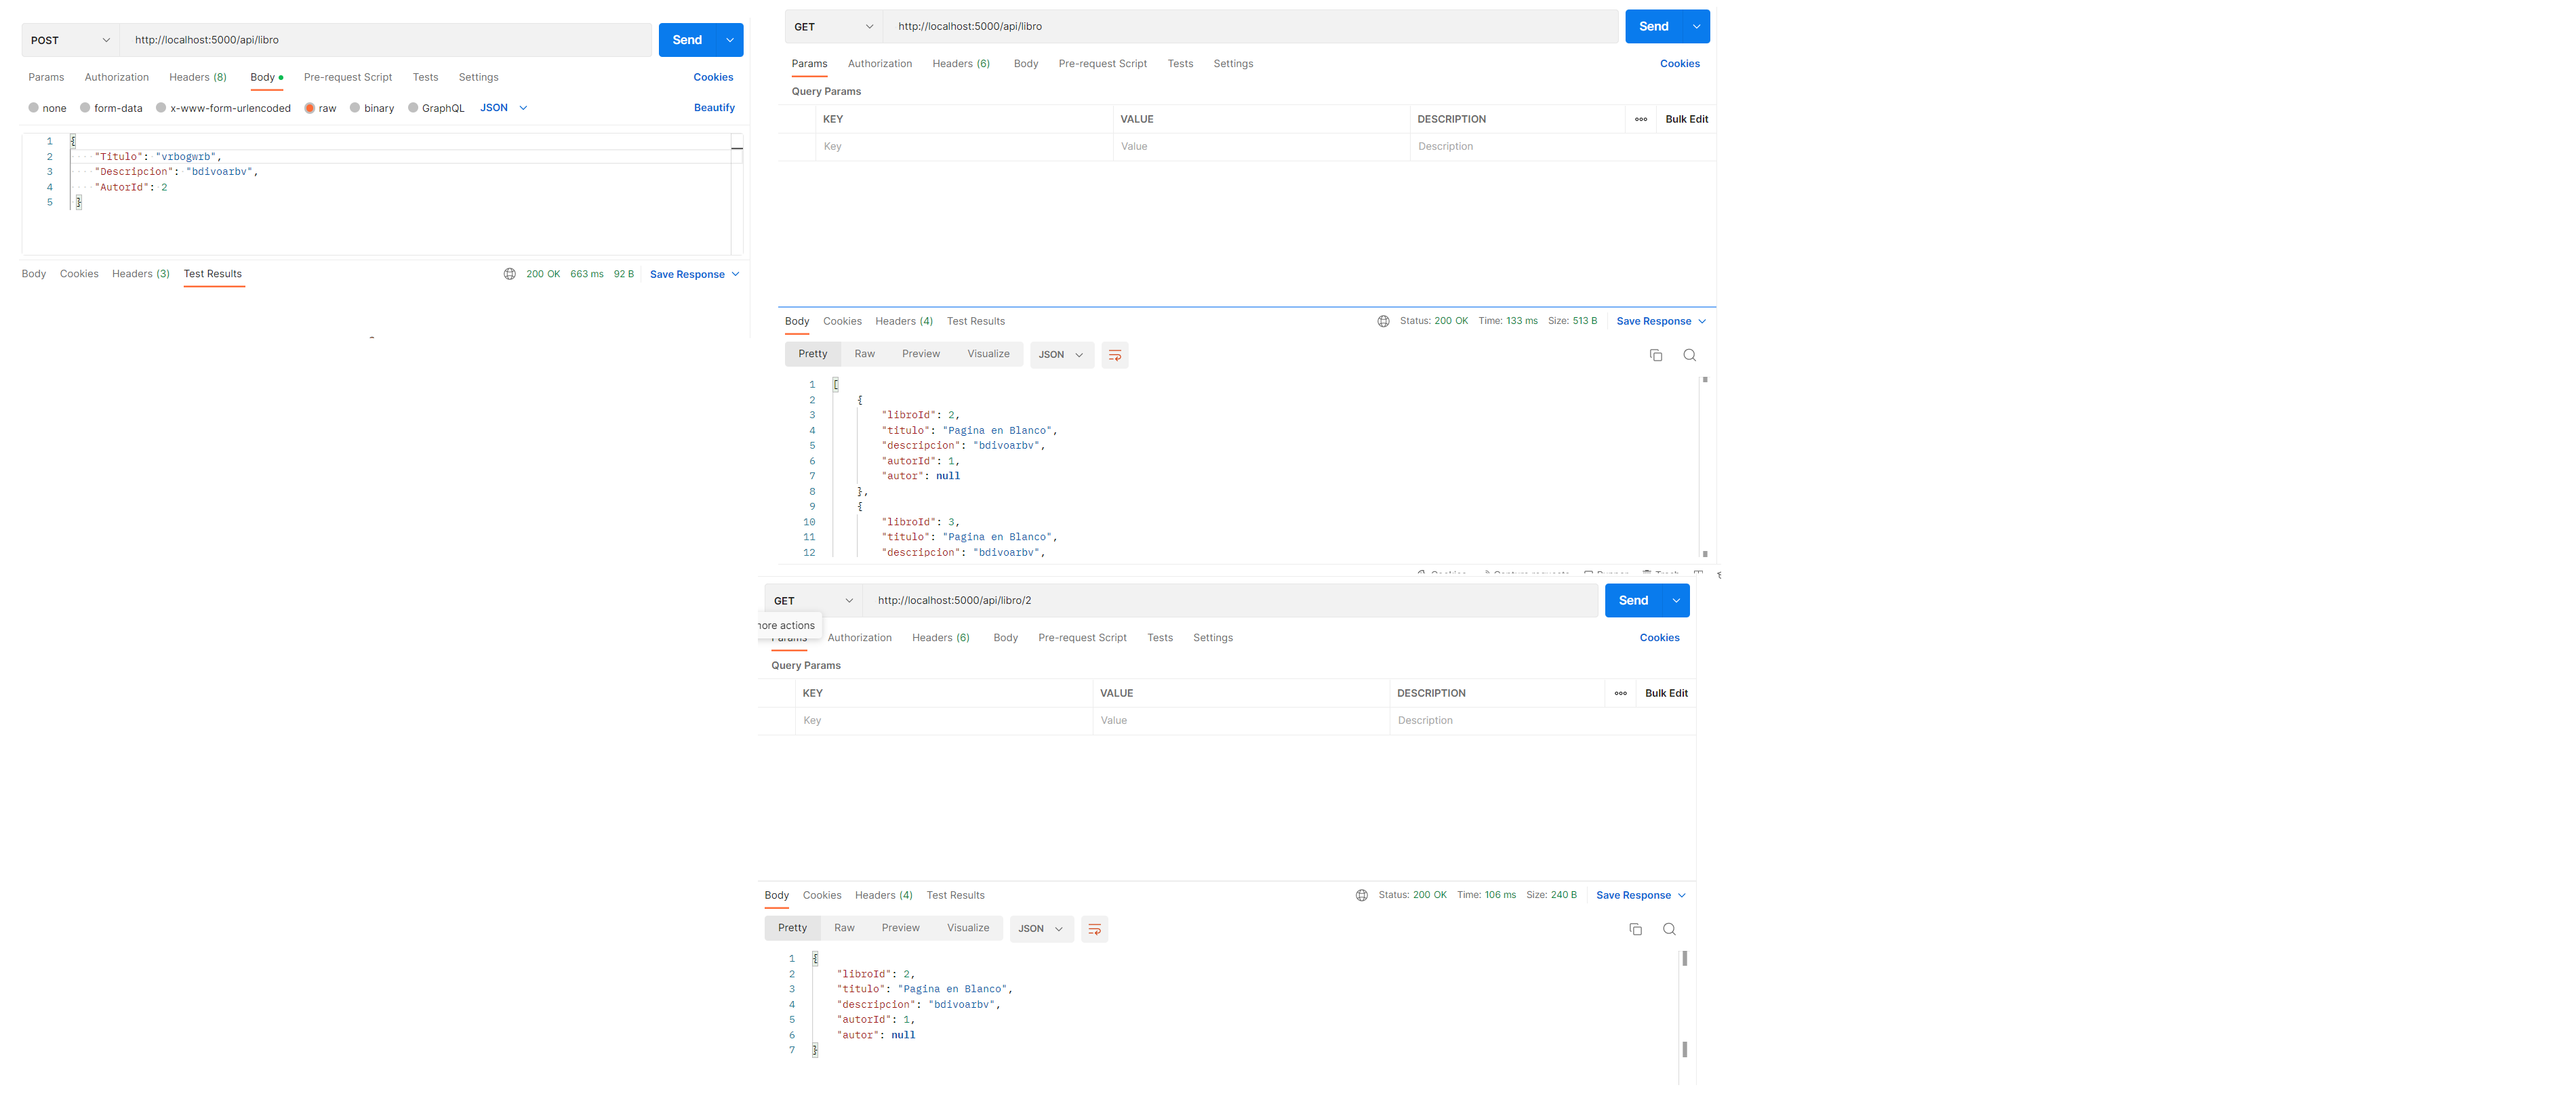 POST http://localhost:5000/api/libro Send
Params Authorization Headers (8) Body Pre-request Script Tests Settings Cookies
none form-data x-www-form-urlencoded raw binary GraphQL JSON Beautify
1 {
2 "Titulo": "vrbogwrb",
3 "Descripcion": "bdivoarbv",
4 "AutorId": 2
5 }
Body Cookies Headers (3) Test Results 200 OK 663 ms 92 B Save Response
GET http://localhost:5000/api/libro Send
Params Authorization Headers (6) Body Pre-request Script Tests Settings Cookies
Query Params
KEY VALUE DESCRIPTION Bulk Edit
Key Value Description
Body Cookies Headers (4) Test Results Status: 200 OK Time: 133 ms Size: 513 B Save Response
Pretty Raw Preview Visualize JSON
1 [
2 {
3 "libroId": 2,
4 "titulo": "Pagina en Blanco",
5 "descripcion": "bdivoarbv",
6 "autorId": 1,
7 "autor": null
8 },
9 {
10 "libroId": 3,
11 "titulo": "Pagina en Blanco",
12 "descripcion": "bdivoarbv",
GET http://localhost:5000/api/libro/2 Send
more actions
Params Authorization Headers (6) Body Pre-request Script Tests Settings Cookies
Query Params
KEY VALUE DESCRIPTION Bulk Edit
Key Value Description
Body Cookies Headers (4) Test Results Status: 200 OK Time: 106 ms Size: 240 B Save Response
Pretty Raw Preview Visualize JSON
1 {
2 "libroId": 2,
3 "titulo": "Pagina en Blanco",
4 "descripcion": "bdivoarbv",
5 "autorId": 1,
6 "autor": null
7 }